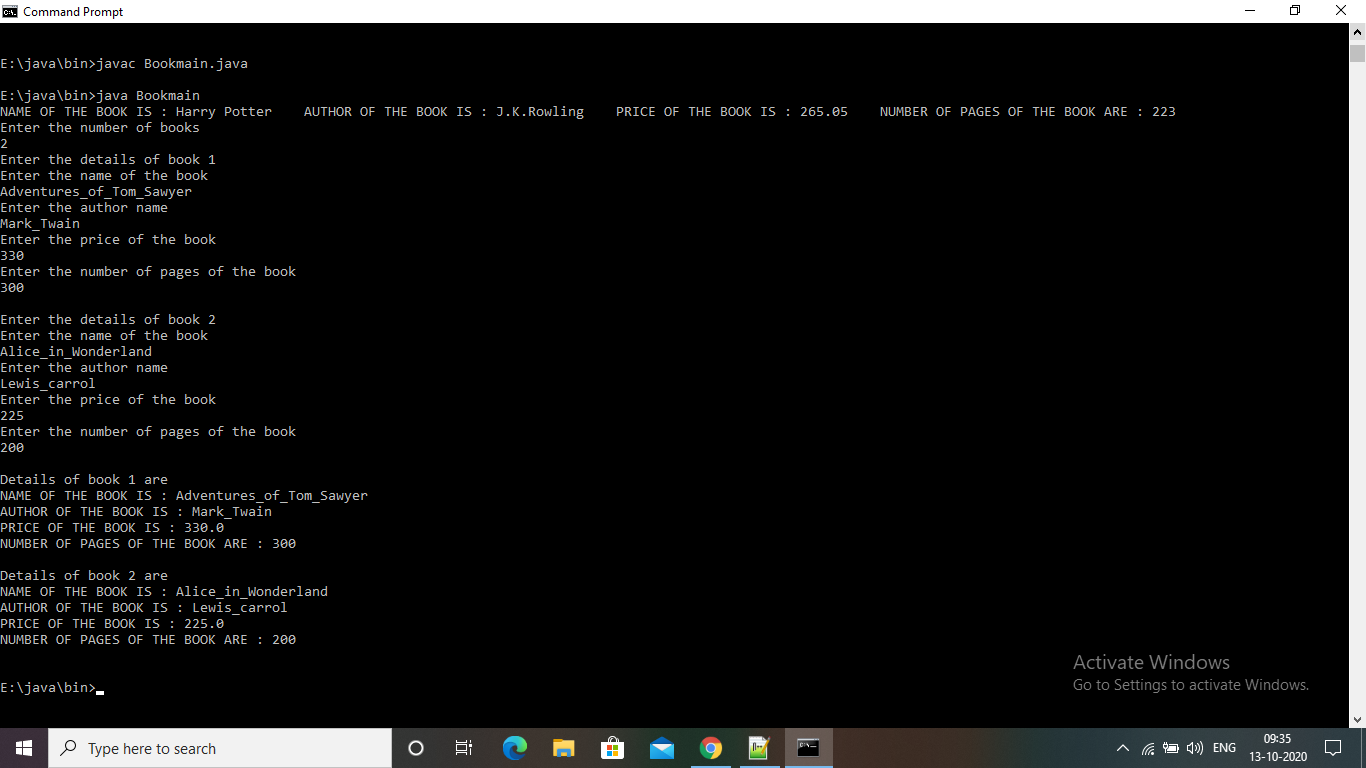 Command Prompt
E:\java\bin>javac Bookmain.java
E:\java\bin>java Bookmain
NAME OF THE BOOK IS : Harry Potter    AUTHOR OF THE BOOK IS : J.K.Rowling    PRICE OF THE BOOK IS : 265.05    NUMBER OF PAGES OF THE BOOK ARE : 223
Enter the number of books
2
Enter the details of book 1
Enter the name of the book
Adventures_of_Tom_Sawyer
Enter the author name
Mark_Twain
Enter the price of the book
330
Enter the number of pages of the book
300
Enter the details of book 2
Enter the name of the book
Alice_in_Wonderland
Enter the author name
Lewis_carrol
Enter the price of the book
225
Enter the number of pages of the book
200
Details of book 1 are
NAME OF THE BOOK IS : Adventures_of_Tom_Sawyer
AUTHOR OF THE BOOK IS : Mark_Twain
PRICE OF THE BOOK IS : 330.0
NUMBER OF PAGES OF THE BOOK ARE : 300
Details of book 2 are
NAME OF THE BOOK IS : Alice_in_Wonderland
AUTHOR OF THE BOOK IS : Lewis_carrol
PRICE OF THE BOOK IS : 225.0
NUMBER OF PAGES OF THE BOOK ARE : 200
E:\java\bin>
Activate Windows
Go to Settings to activate Windows.
Type here to search
ENG
09:35
13-10-2020